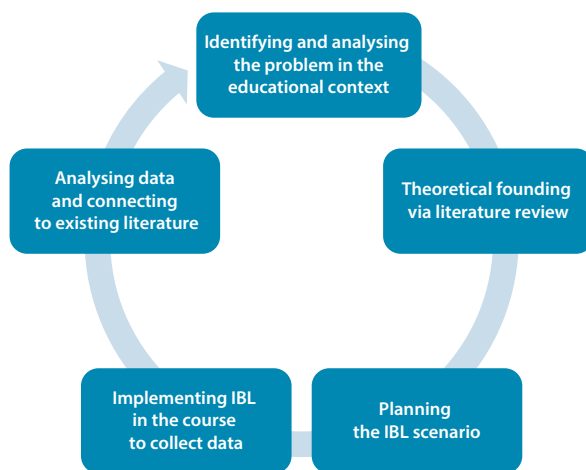 Identifying and analysing
the problem in the
educational context
Theoretical founding
via literature review
Planning
the IBL scenario
Implementing IBL
in the course
to collect data
Analysing data
and connecting
to existing literature